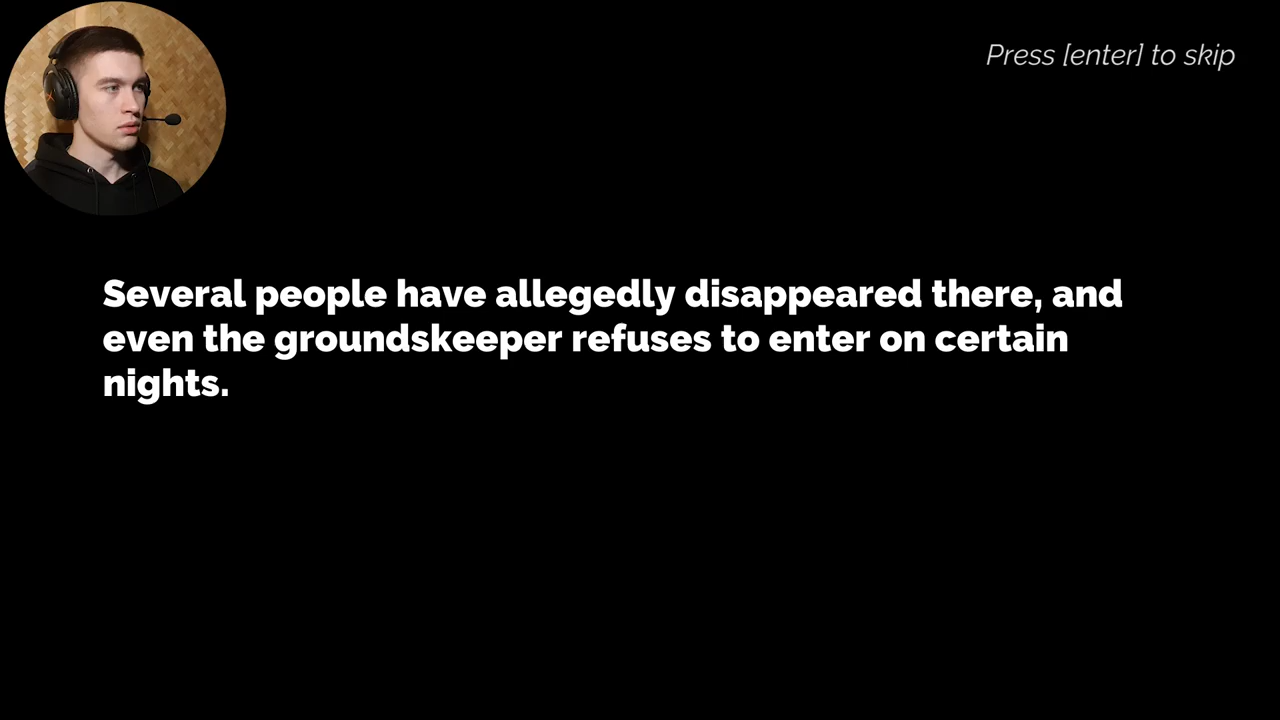 Press [enter] to skip
Several people have allegedly disappeared there, and
even the groundskeeper refuses to enter on certain
nights.